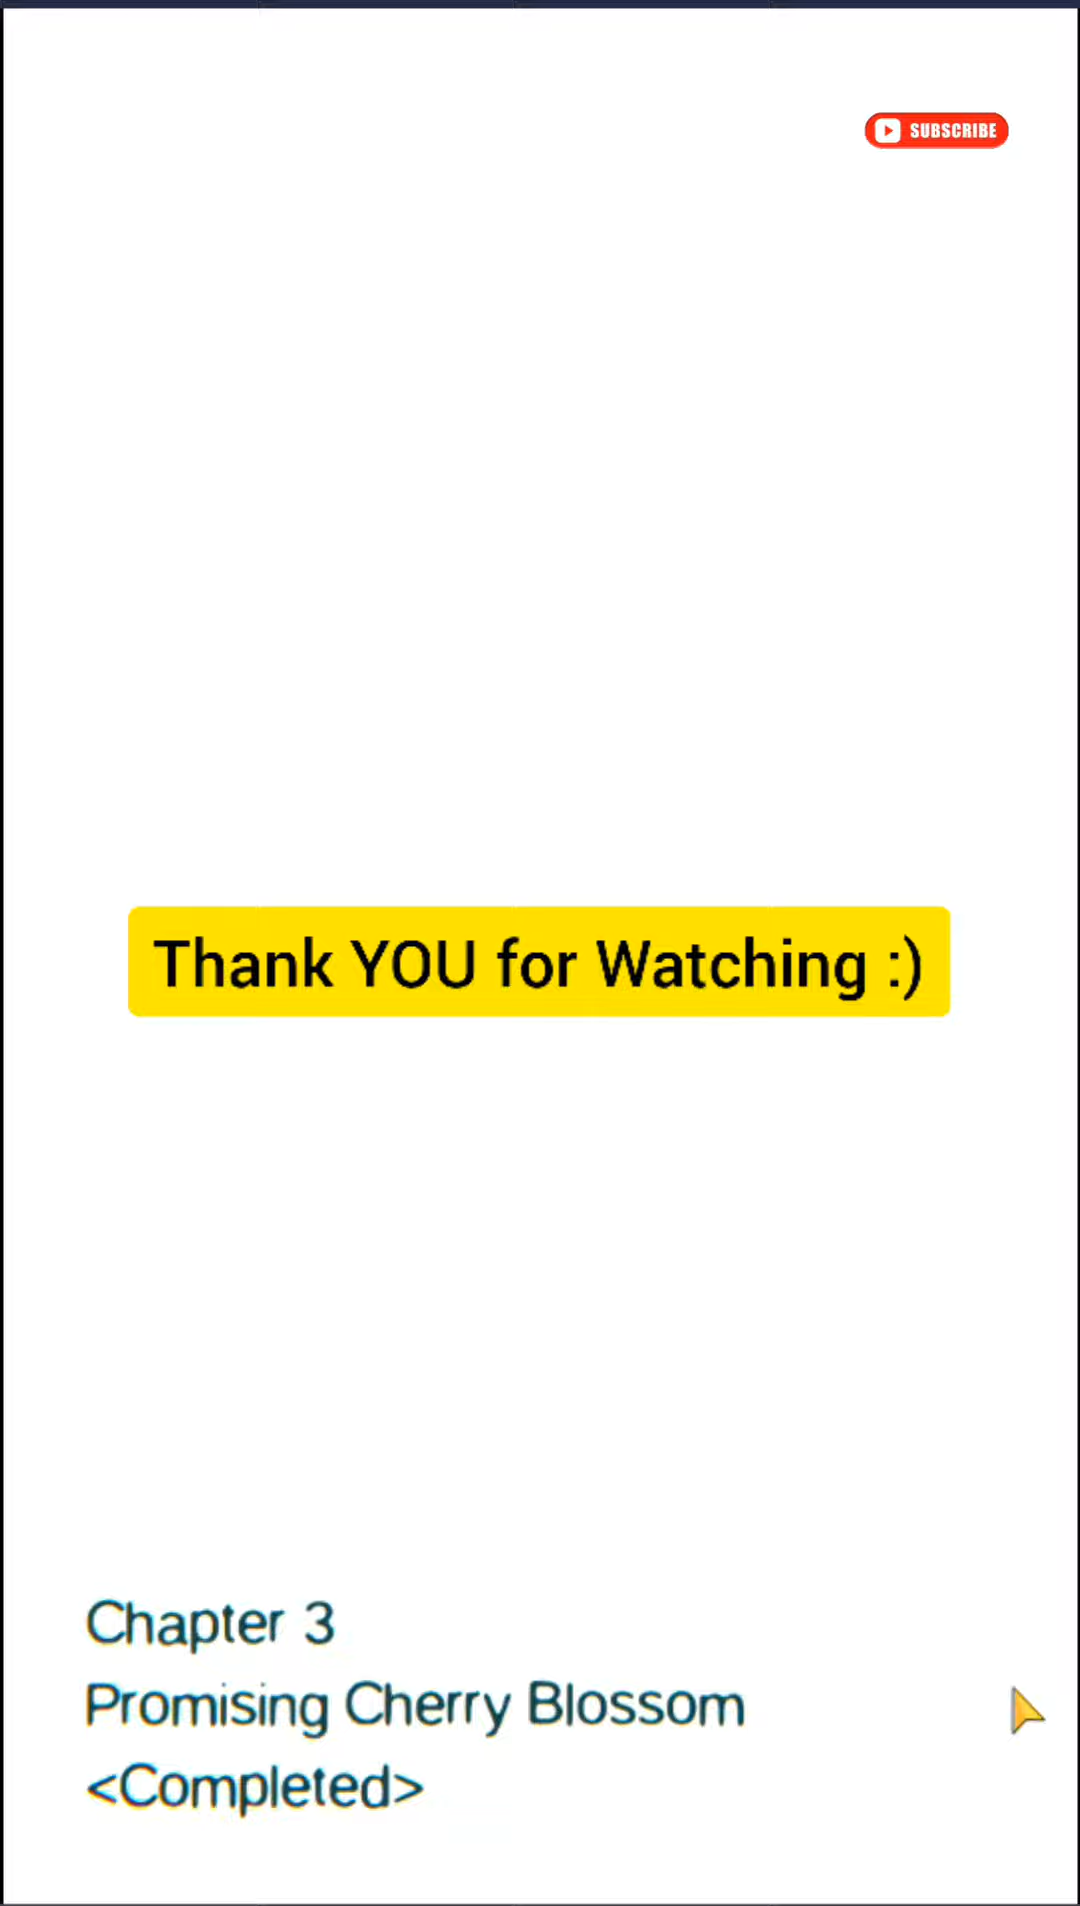 SUBSCRIBE
Thank YOU for Watching :)
Chapter 3
Promising Cherry Blossom
<Completed>